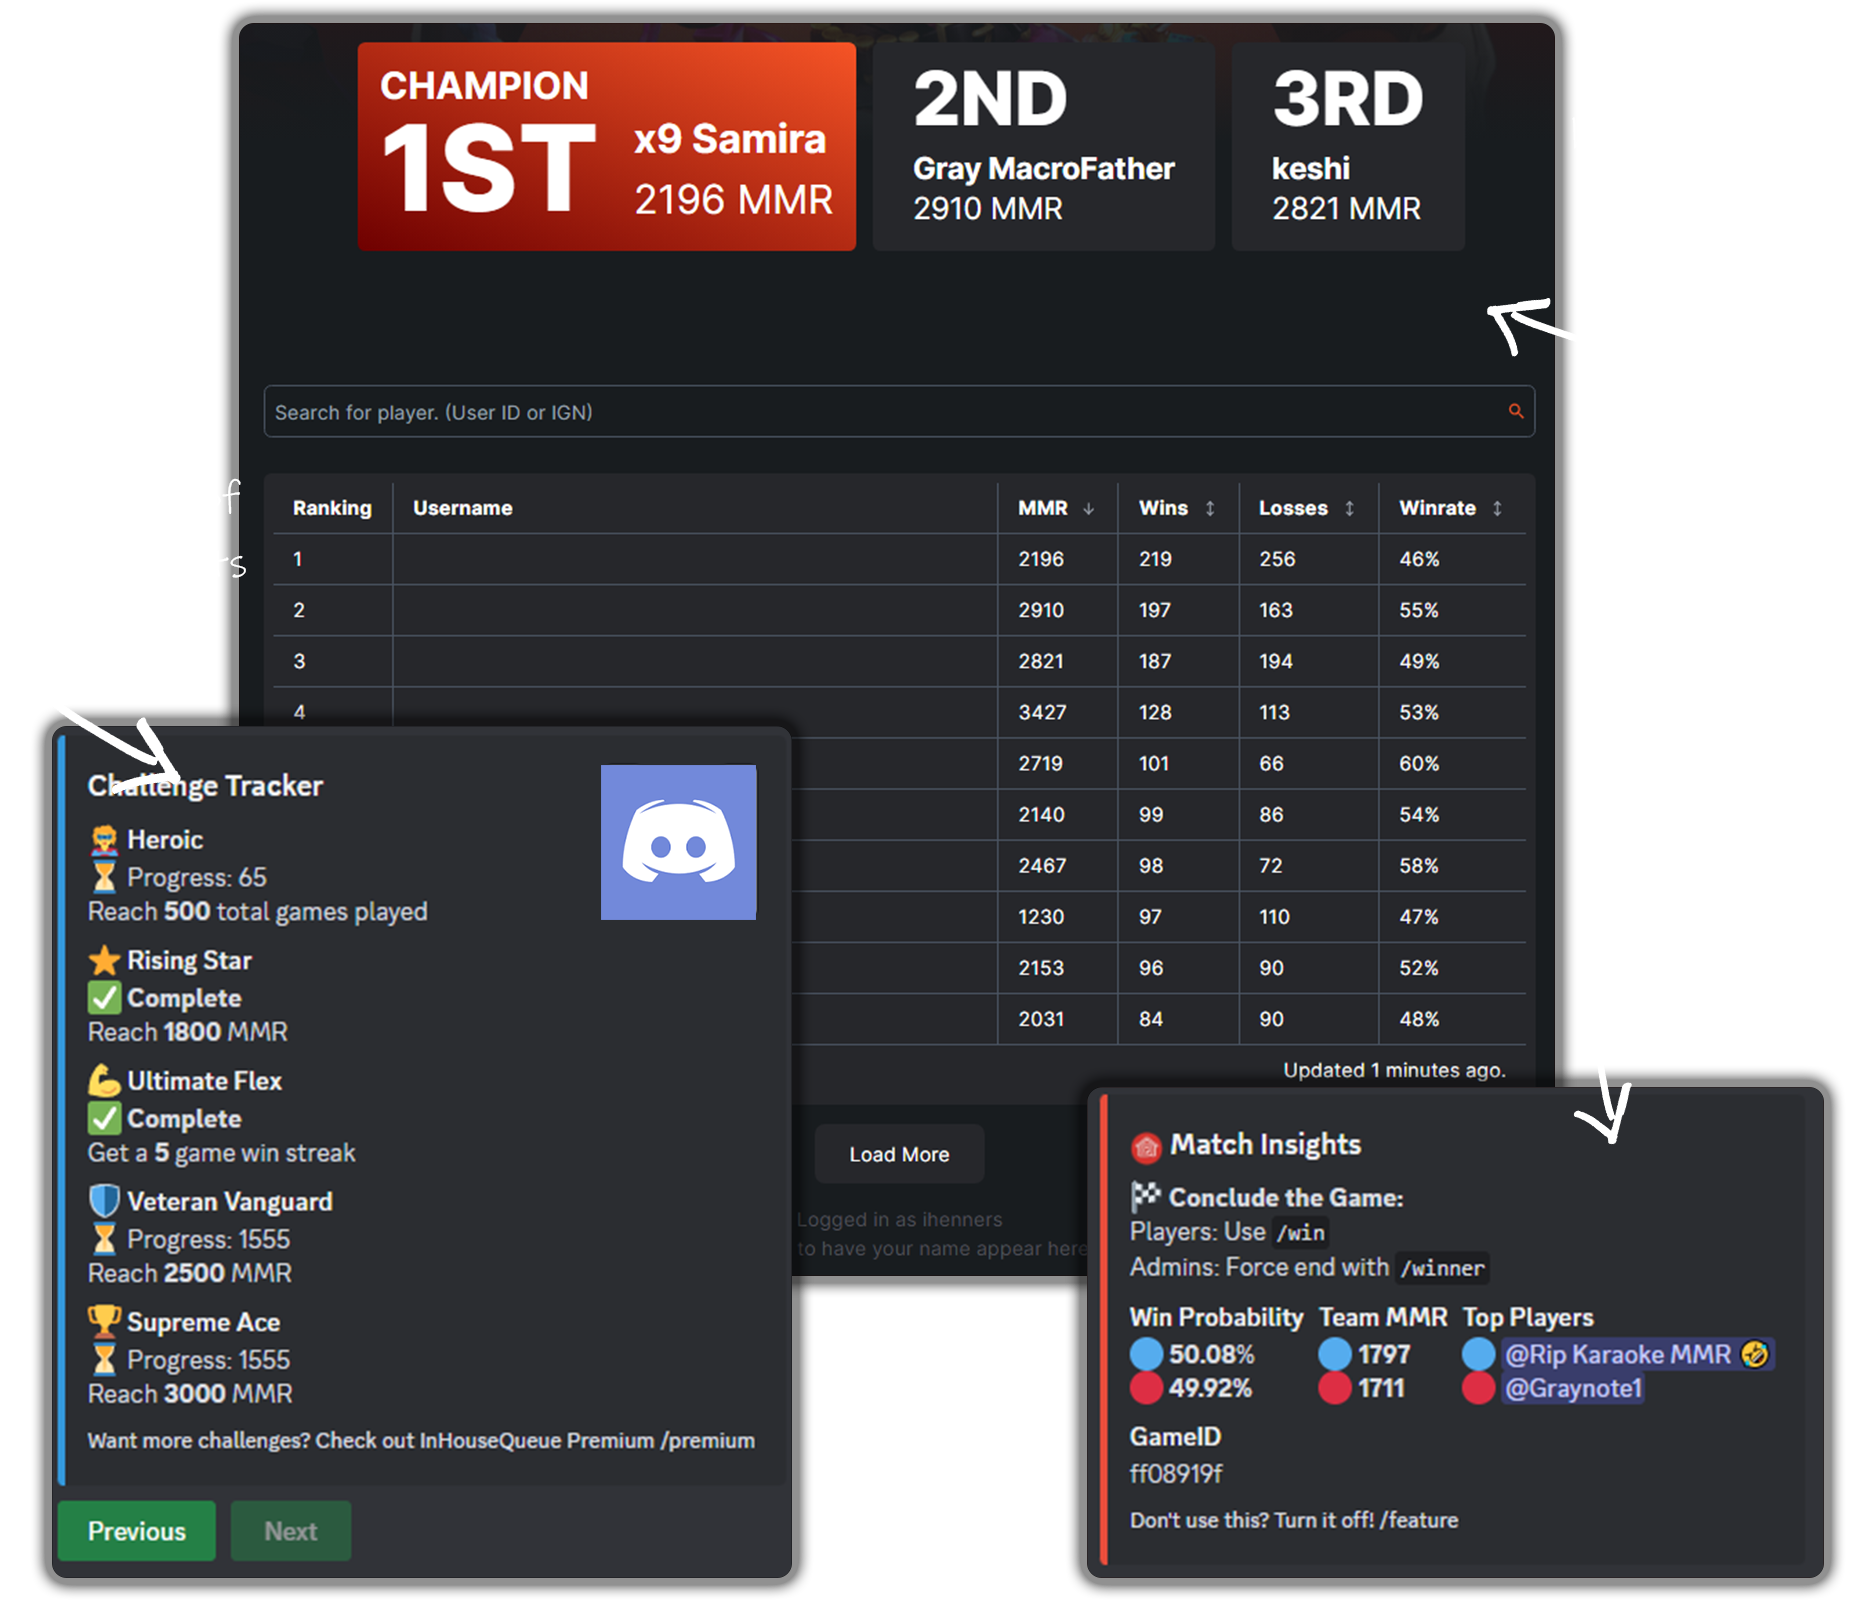 CHAMPION
1ST
x9 Samira
2196 MMR
2ND
Gray MacroFather
2910 MMR
3RD
keshi
2821 MMR
Search for player. (User ID or IGN)
Ranking Username MMR Wins Losses Winrate
1 2196 219 256 46%
2 2910 197 163 55%
3 2821 187 194 49%
4 3427 128 113 53%
2719 101 66 60%
2140 99 86 54%
2467 98 72 58%
1230 97 110 47%
2153 96 90 52%
2031 84 90 48%
Updated 1 minutes ago.
Load More
Logged in as ihenners
to have your name appear here
Challenge Tracker
Heroic
Progress: 65
Reach 500 total games played
Rising Star
Complete
Reach 1800 MMR
Ultimate Flex
Complete
Get a 5 game win streak
Veteran Vanguard
Progress: 1555
Reach 2500 MMR
Supreme Ace
Progress: 1555
Reach 3000 MMR
Want more challenges? Check out InHouseQueue Premium /premium
Previous Next
Match Insights
Conclude the Game:
Players: Use /win
Admins: Force end with /winner
Win Probability Team MMR Top Players
50.08% 1797 @Rip Karaoke MMR 🤣
49.92% 1711 @Graynote1
GameID
ff08919f
Don't use this? Turn it off! /feature